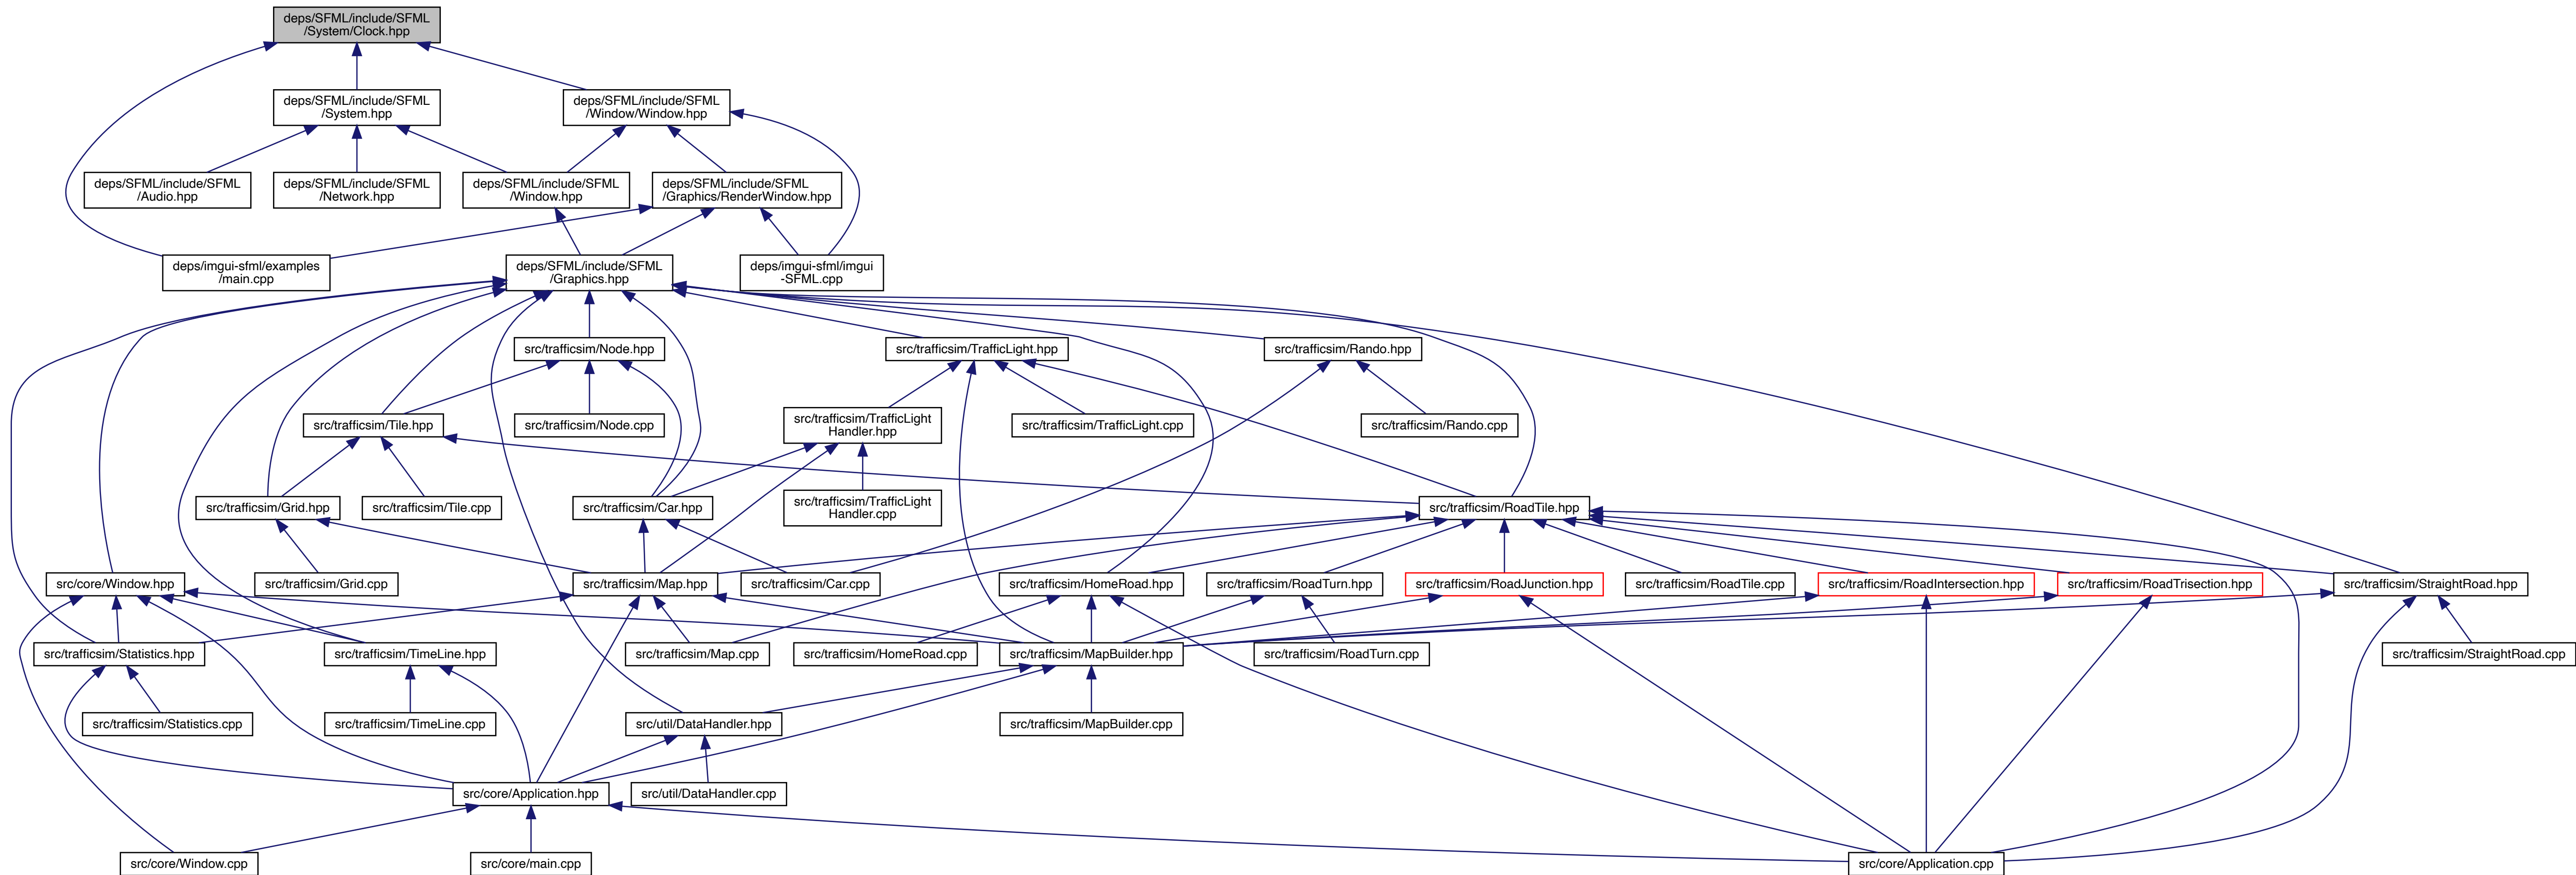 deps/SFML/include/SFML
/System/Clock.hpp
deps/SFML/include/SFML
/System.hpp
deps/SFML/include/SFML
/Window/Window.hpp
deps/SFML/include/SFML
/Audio.hpp
deps/SFML/include/SFML
/Network.hpp
deps/SFML/include/SFML
/Window.hpp
deps/SFML/include/SFML
/Graphics/RenderWindow.hpp
deps/imgui-sfml/examples
/main.cpp
deps/SFML/include/SFML
/Graphics.hpp
deps/imgui-sfml/imgui
-SFML.cpp
src/trafficsim/Node.hpp
src/trafficsim/TrafficLight.hpp
src/trafficsim/Rando.hpp
src/trafficsim/Tile.hpp
src/trafficsim/Node.cpp
src/trafficsim/TrafficLight
Handler.hpp
src/trafficsim/TrafficLight.cpp
src/trafficsim/Rando.cpp
src/trafficsim/Grid.hpp
src/trafficsim/Tile.cpp
src/trafficsim/Car.hpp
src/trafficsim/TrafficLight
Handler.cpp
src/trafficsim/RoadTile.hpp
src/core/Window.hpp
src/trafficsim/Grid.cpp
src/trafficsim/Map.hpp
src/trafficsim/Car.cpp
src/trafficsim/HomeRoad.hpp
src/trafficsim/RoadTurn.hpp
src/trafficsim/RoadJunction.hpp
src/trafficsim/RoadTile.cpp
src/trafficsim/RoadIntersection.hpp
src/trafficsim/RoadTrisection.hpp
src/trafficsim/StraightRoad.hpp
src/trafficsim/Statistics.hpp
src/trafficsim/TimeLine.hpp
src/trafficsim/Map.cpp
src/trafficsim/HomeRoad.cpp
src/trafficsim/MapBuilder.hpp
src/trafficsim/RoadTurn.cpp
src/trafficsim/StraightRoad.cpp
src/trafficsim/Statistics.cpp
src/trafficsim/TimeLine.cpp
src/util/DataHandler.hpp
src/trafficsim/MapBuilder.cpp
src/core/Application.hpp
src/util/DataHandler.cpp
src/core/Window.cpp
src/core/main.cpp
src/core/Application.cpp